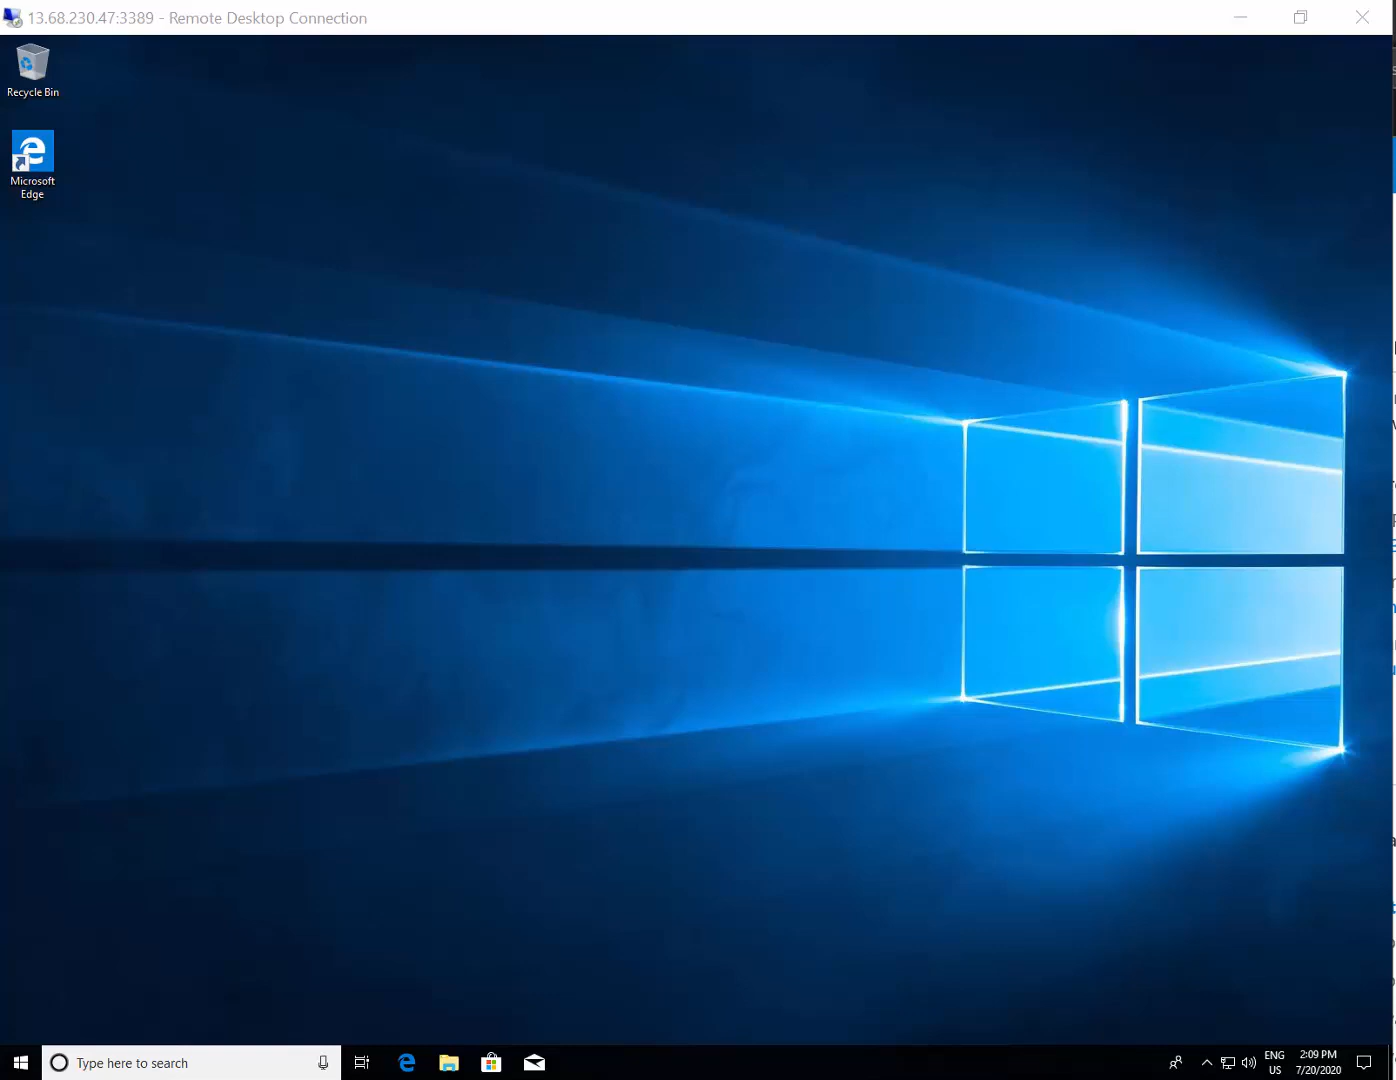 13.68.230.47:3389 - Remote Desktop Connection
Recycle Bin
Microsoft
Edge
Type here to search
ENG
US
2:09 PM
7/20/2020